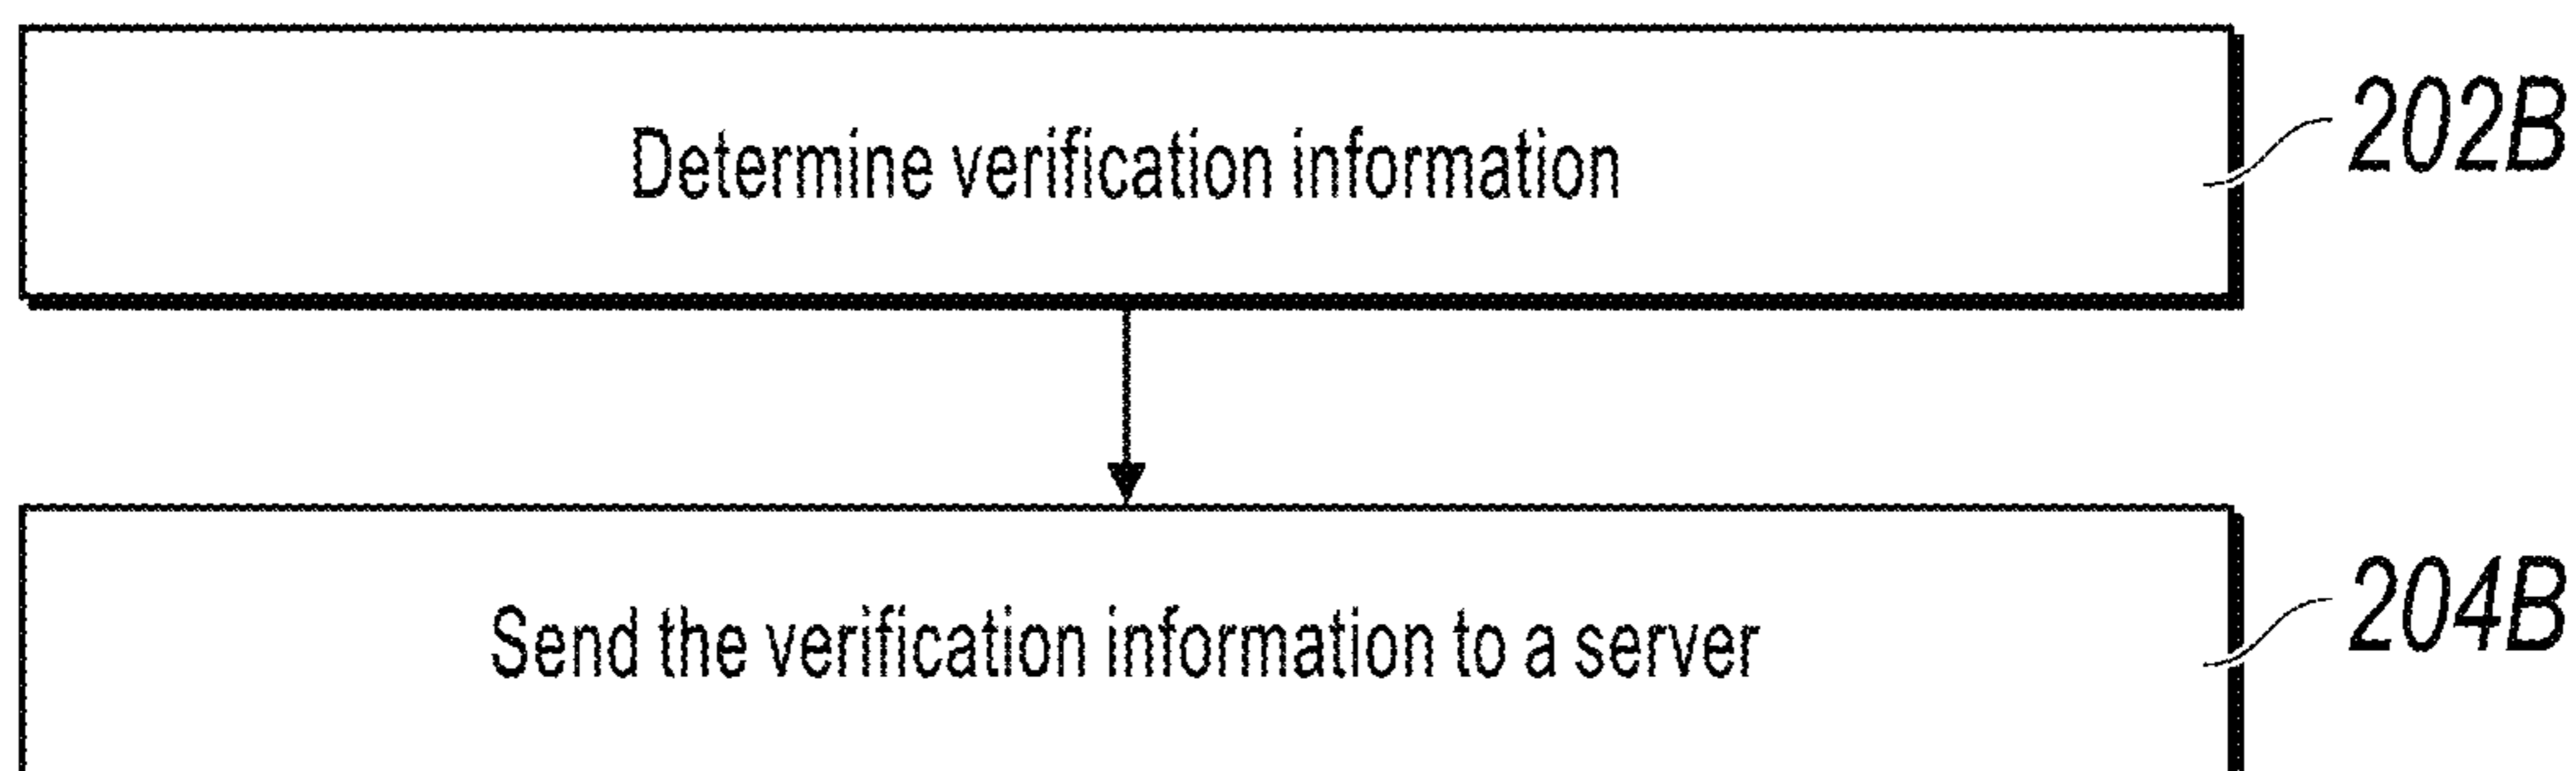 Determine verification information
202B
Send the verification information to a server
204B